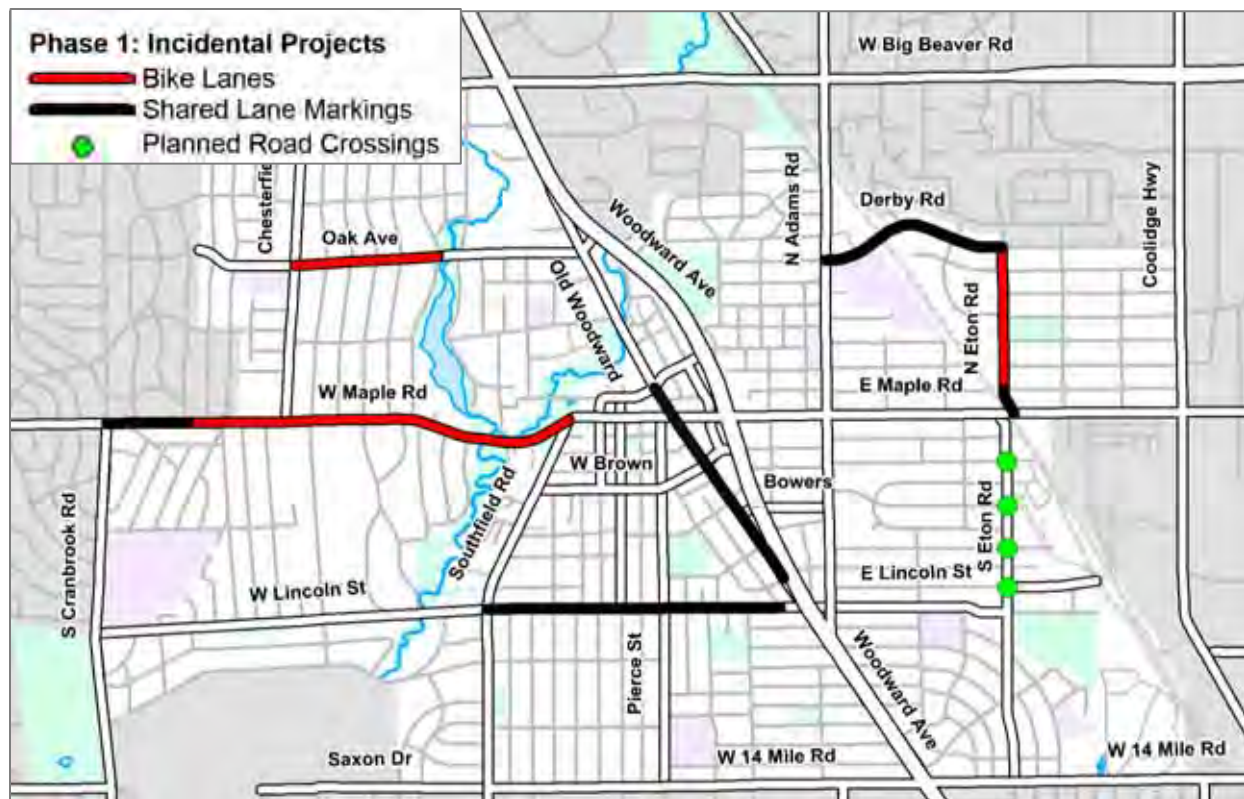 Phase 1: Incidental Projects
Bike Lanes
Shared Lane Markings
Planned Road Crossings
W Big Beaver Rd
Chesterfie
Oak Ave
Woodward Ave
Old Woodward
N Adams Rd
Derby Rd
Coolidge Hwy
N Eton Rd
W Maple Rd
E Maple Rd
W Brown
Bowers
Southfield Rd
S Eton Rd
S Cranbrook Rd
W Lincoln St
E Lincoln St
Pierce St
Woodward Ave
Saxon Dr
W 14 Mile Rd
W 14 Mile Rd